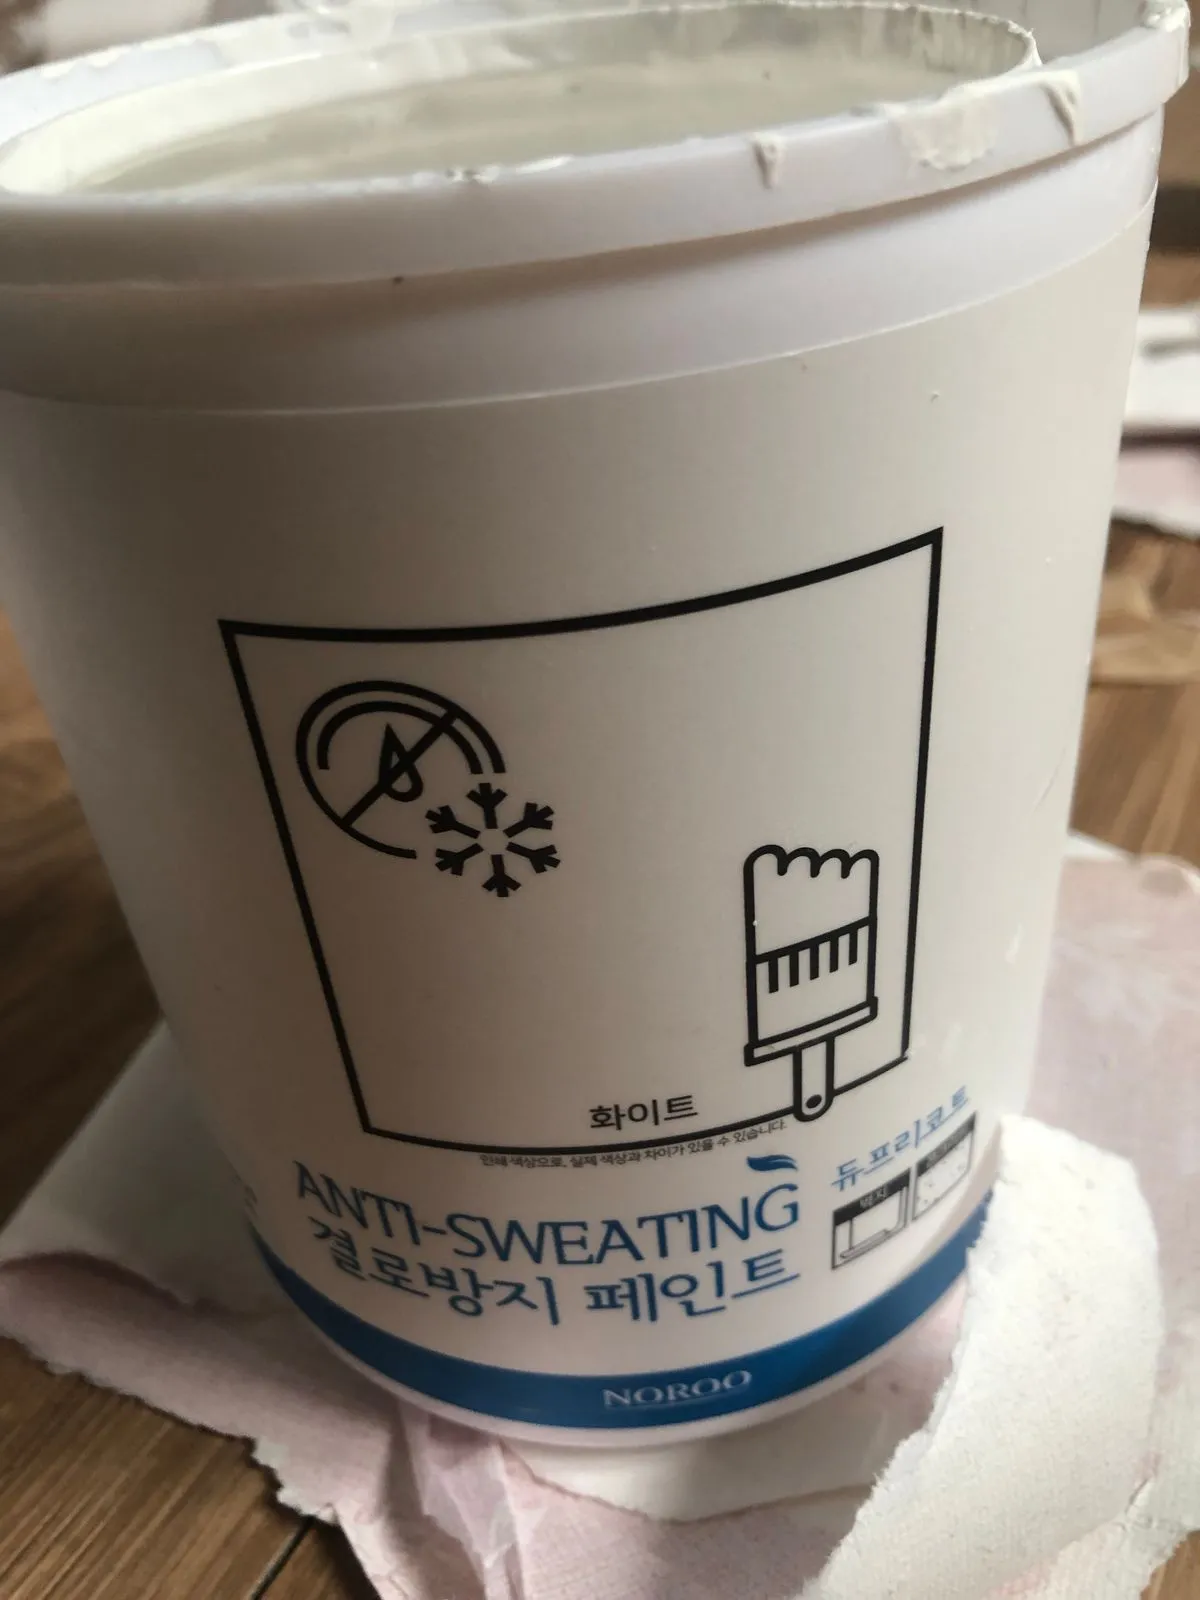 화이트
인쇄 색상으로, 실제 색상과 차이가 있을 수 있습니다.
듀프리코트
벽지
ANTI-SWEATING
결로방지 페인트
NOROO